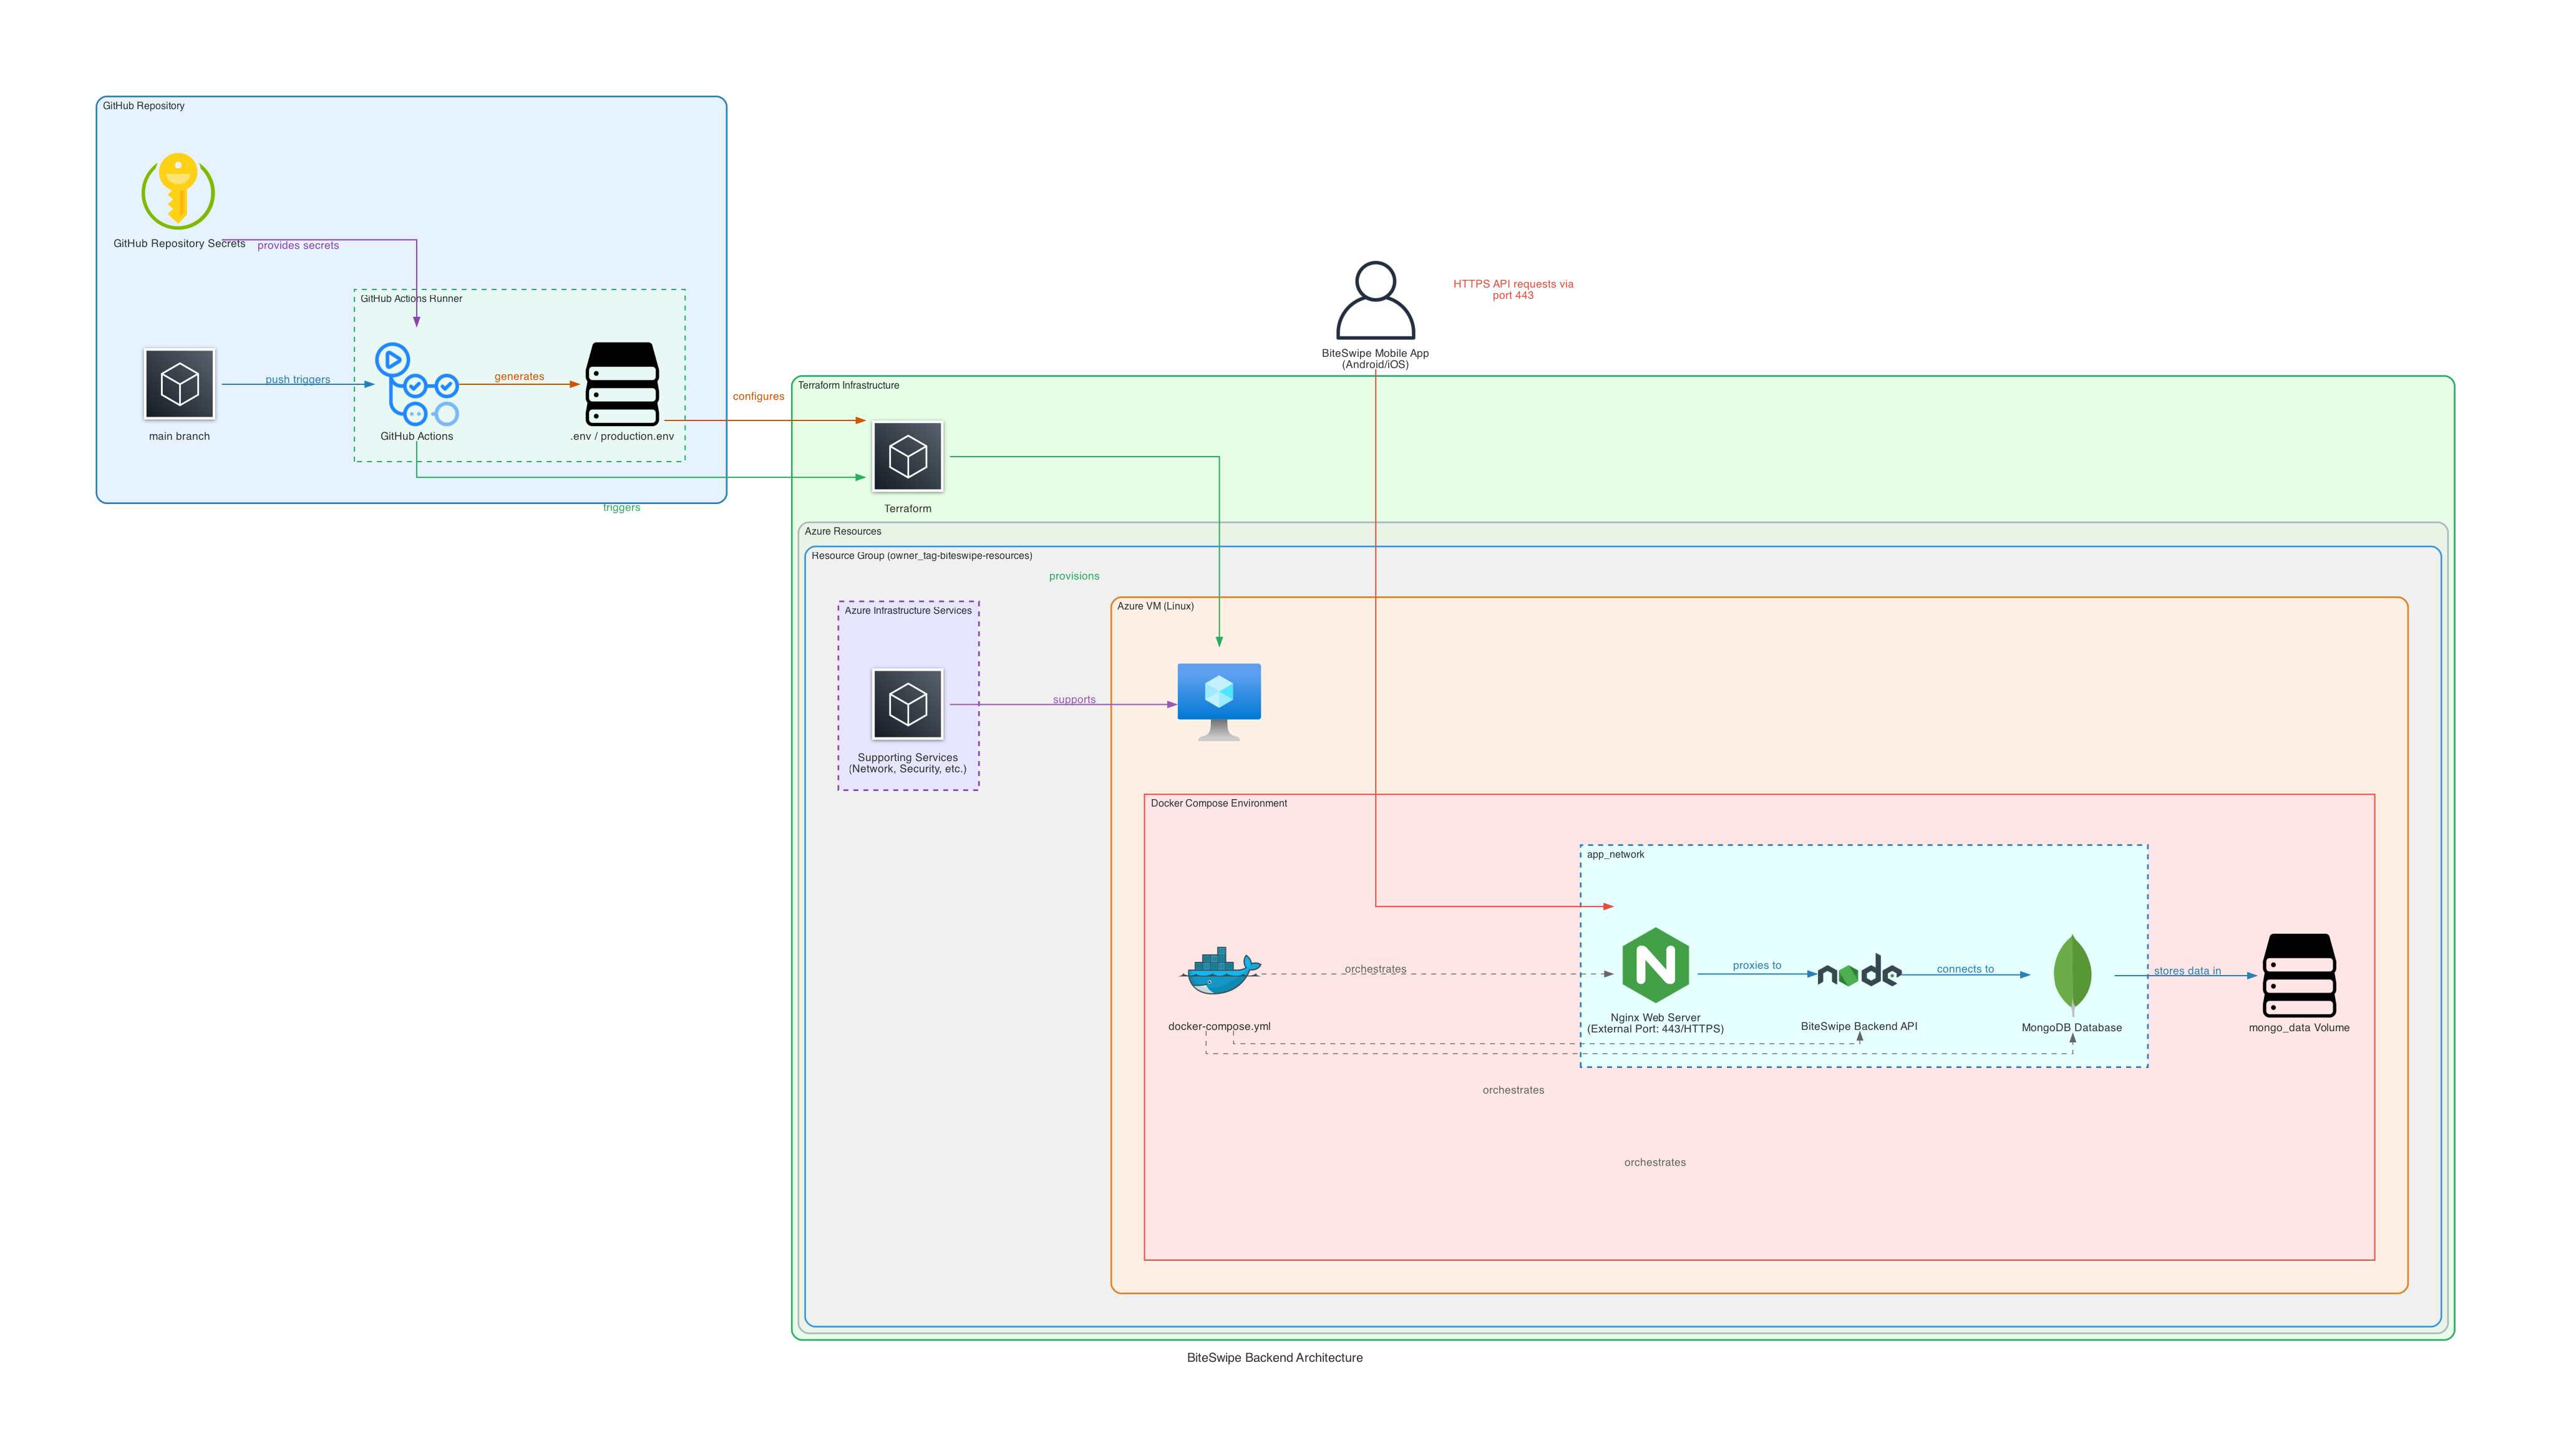 GitHub Repository
GitHub Repository Secrets
provides secrets
GitHub Actions Runner
main branch
push triggers
GitHub Actions
generates
.env / production.env
configures
triggers
BiteSwipe Mobile App
(Android/iOS)
HTTPS API requests via
port 443
Terraform Infrastructure
Terraform
Azure Resources
Resource Group (owner_tag-biteswipe-resources)
provisions
Azure Infrastructure Services
Supporting Services
(Network, Security, etc.)
supports
Azure VM (Linux)
Docker Compose Environment
app_network
docker-compose.yml
orchestrates
N
Nginx Web Server
(External Port: 443/HTTPS)
proxies to
node
BiteSwipe Backend API
connects to
MongoDB Database
stores data in
mongo_data Volume
orchestrates
orchestrates
BiteSwipe Backend Architecture